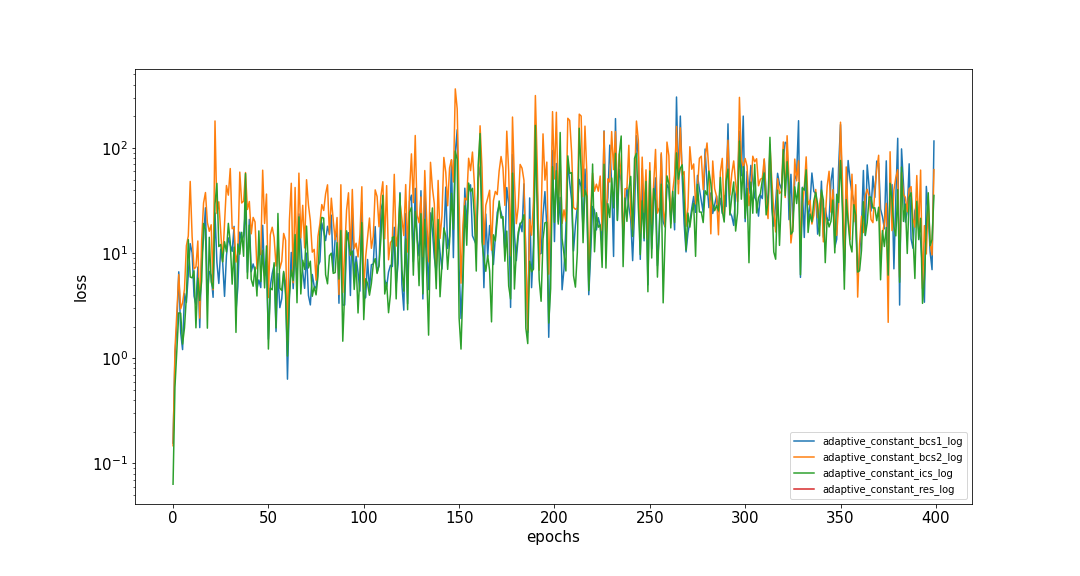 10²
10¹
10⁰
10⁻¹
loss
0 50 100 150 200 250 300 350 400
epochs
adaptive_constant_bcs1_log
adaptive_constant_bcs2_log
adaptive_constant_ics_log
adaptive_constant_res_log